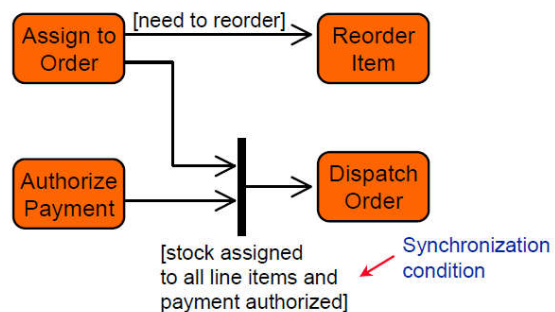 [need to reorder]
Assign to
Order
Reorder
Item
Authorize
Payment
Dispatch
Order
[stock assigned
to all line items and
payment authorized]
Synchronization
condition